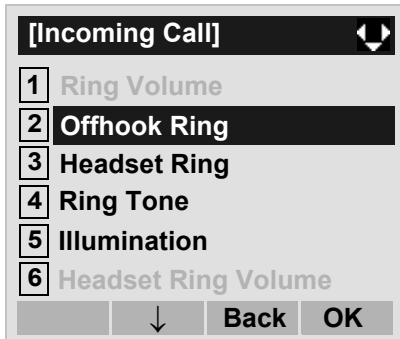 [Incoming Call]
1 Ring Volume
2 Offhook Ring
3 Headset Ring
4 Ring Tone
5 Illumination
6 Headset Ring Volume
↓ Back OK